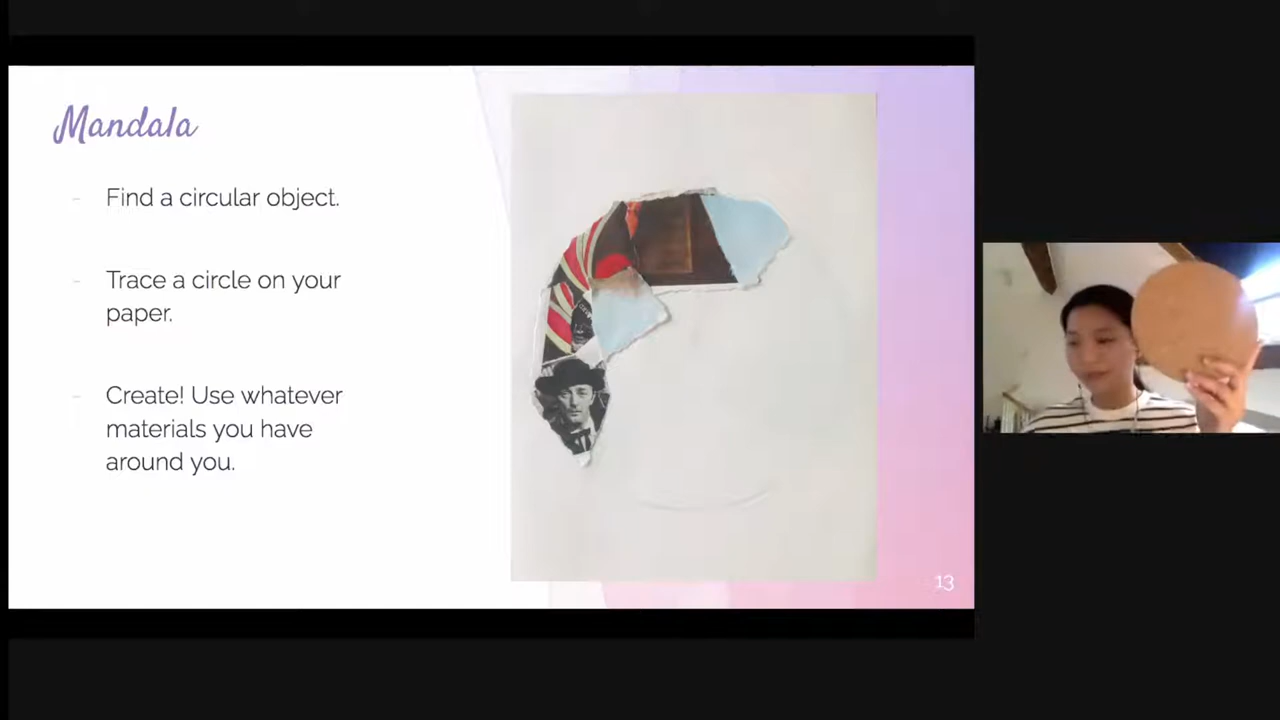 Mandala
- Find a circular object.
- Trace a circle on your
paper.
- Create! Use whatever
materials you have
around you.
13